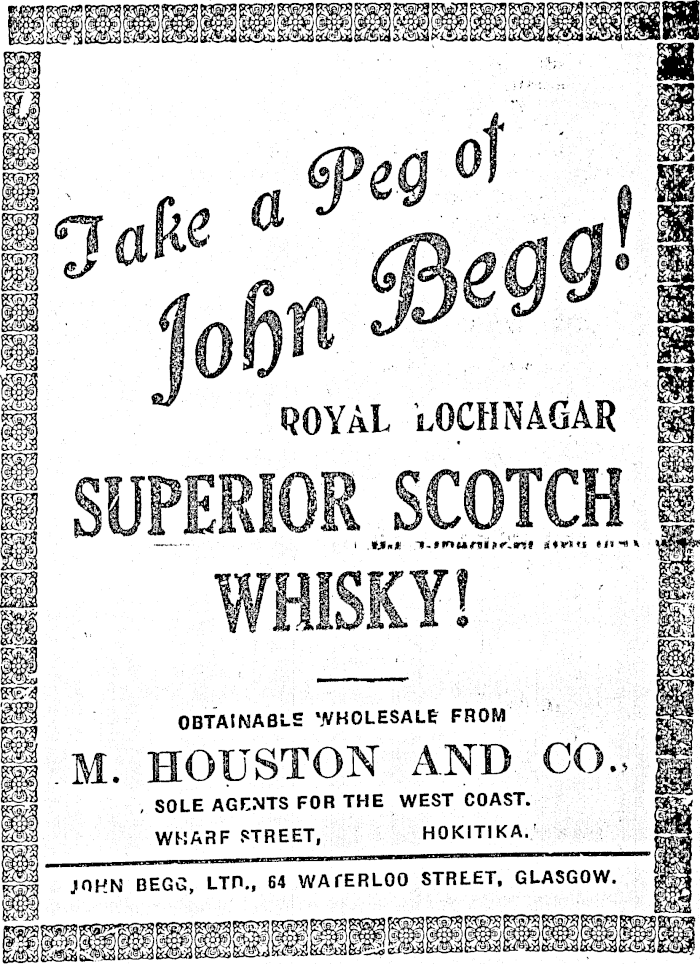 Take a Peg of
John Begg!
ROYAL LOCHNAGAR
SUPERIOR SCOTCH
WHISKY!
OBTAINABLE WHOLESALE FROM
M. HOUSTON AND CO.,
SOLE AGENTS FOR THE WEST COAST.
WHARF STREET, HOKITIKA.
JOHN BEGG, LTD., 64 WATERLOO STREET, GLASGOW.